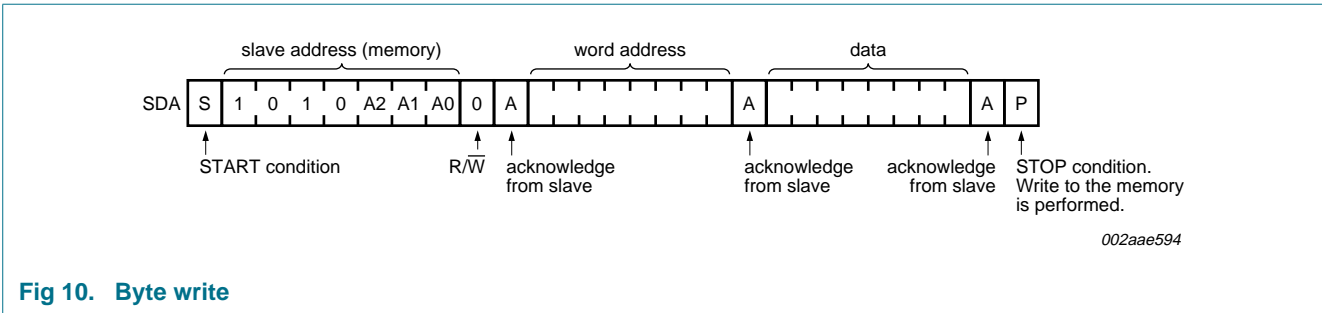 slave address (memory) word address data
SDA S 1 0 1 0 A2 A1 A0 0 A A A P
START condition R/W̅ acknowledge acknowledge acknowledge STOP condition.
from slave from slave from slave Write to the memory
is performed.
002aae594
Fig 10. Byte write